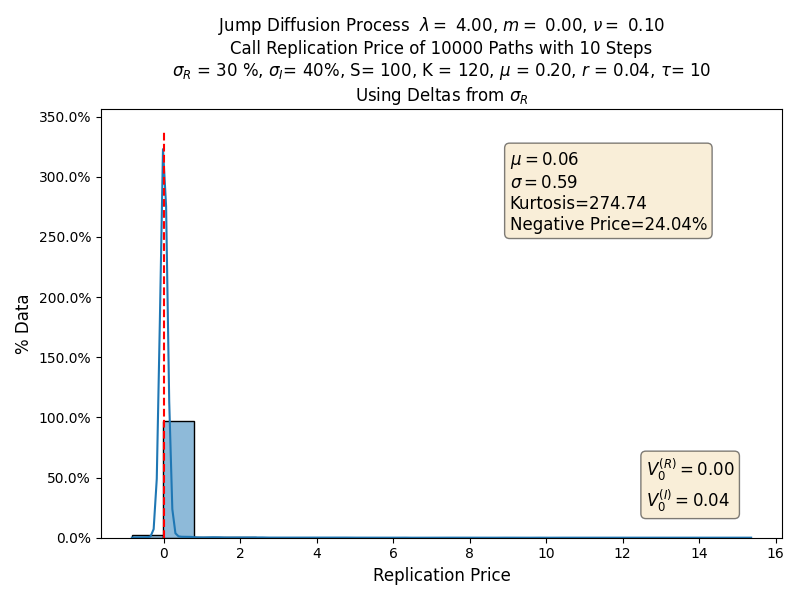 Jump Diffusion Process λ = 4.00, m = 0.00, ν = 0.10
Call Replication Price of 10000 Paths with 10 Steps
σ_R = 30 %, σ_I= 40%, S= 100, K = 120, μ = 0.20, r = 0.04, τ= 10
Using Deltas from σ_R
350.0%
300.0%
250.0%
200.0%
150.0%
100.0%
50.0%
0.0%
% Data
μ = 0.06
σ = 0.59
Kurtosis=274.74
Negative Price=24.04%
V_0^(R) = 0.00
V_0^(I) = 0.04
0 2 4 6 8 10 12 14 16
Replication Price